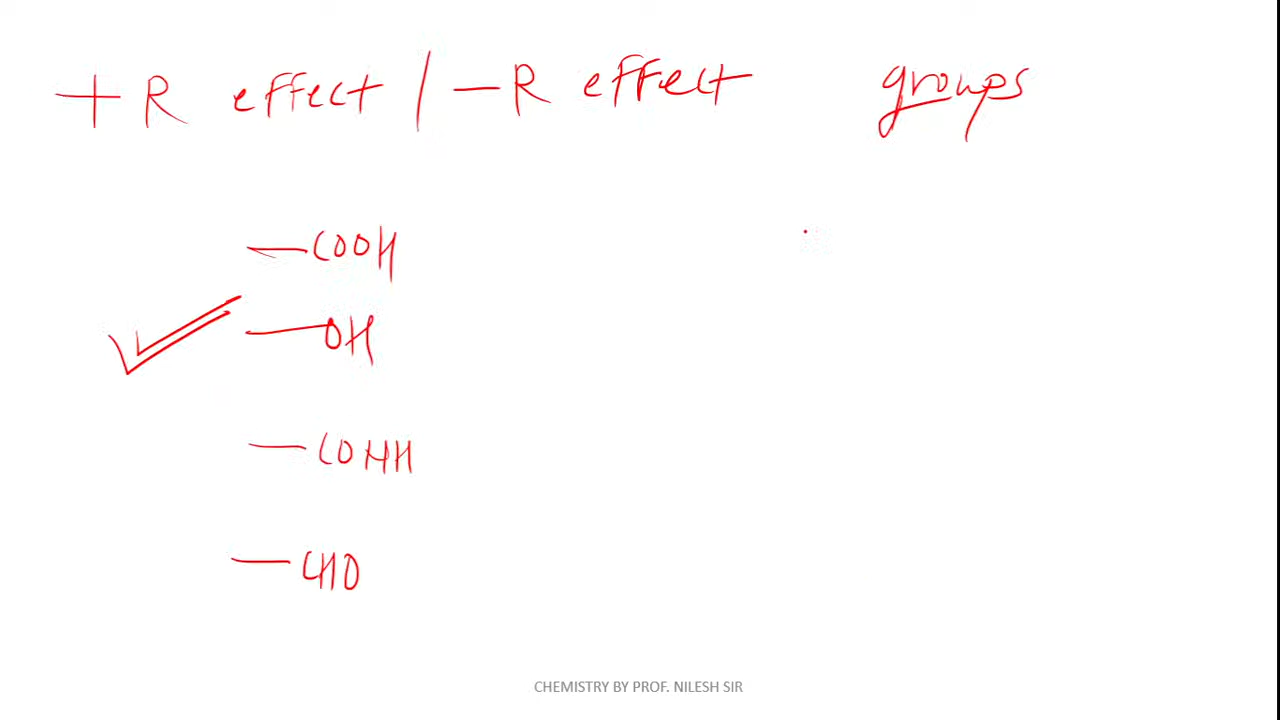 +R effect / -R effect groups
-COOH
-OH
-CONH
-CHO
CHEMISTRY BY PROF. NILESH SIR